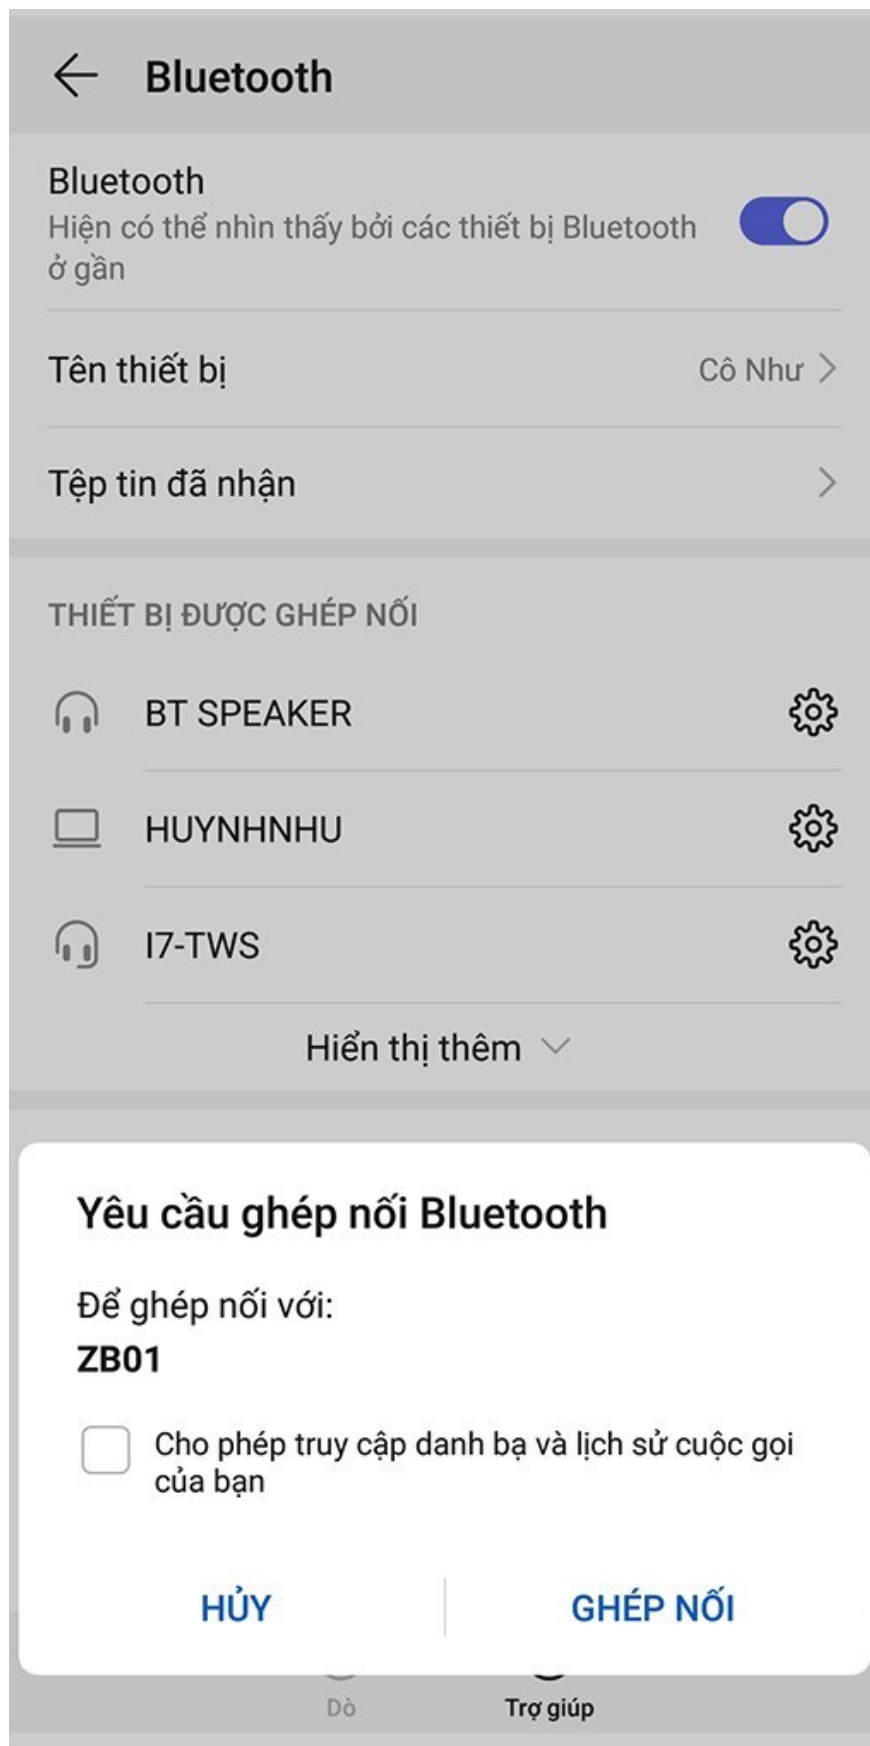 Bluetooth
Bluetooth
Hiện có thể nhìn thấy bởi các thiết bị Bluetooth
ở gần
Tên thiết bị
Cô Như
Tệp tin đã nhận
THIẾT BỊ ĐƯỢC GHÉP NỐI
BT SPEAKER
HUYNHNHU
I7-TWS
Hiển thị thêm
Yêu cầu ghép nối Bluetooth
Để ghép nối với:
ZB01
Cho phép truy cập danh bạ và lịch sử cuộc gọi
của bạn
HỦY
GHÉP NỐI
Dò
Trợ giúp